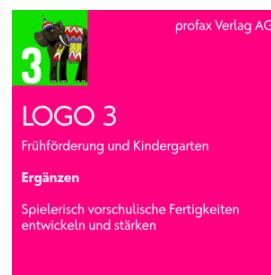 profax Verlag AG
3
LOGO 3
Frühförderung und Kindergarten
Ergänzen
Spielerisch vorschulische Fertigkeiten
entwickeln und stärken